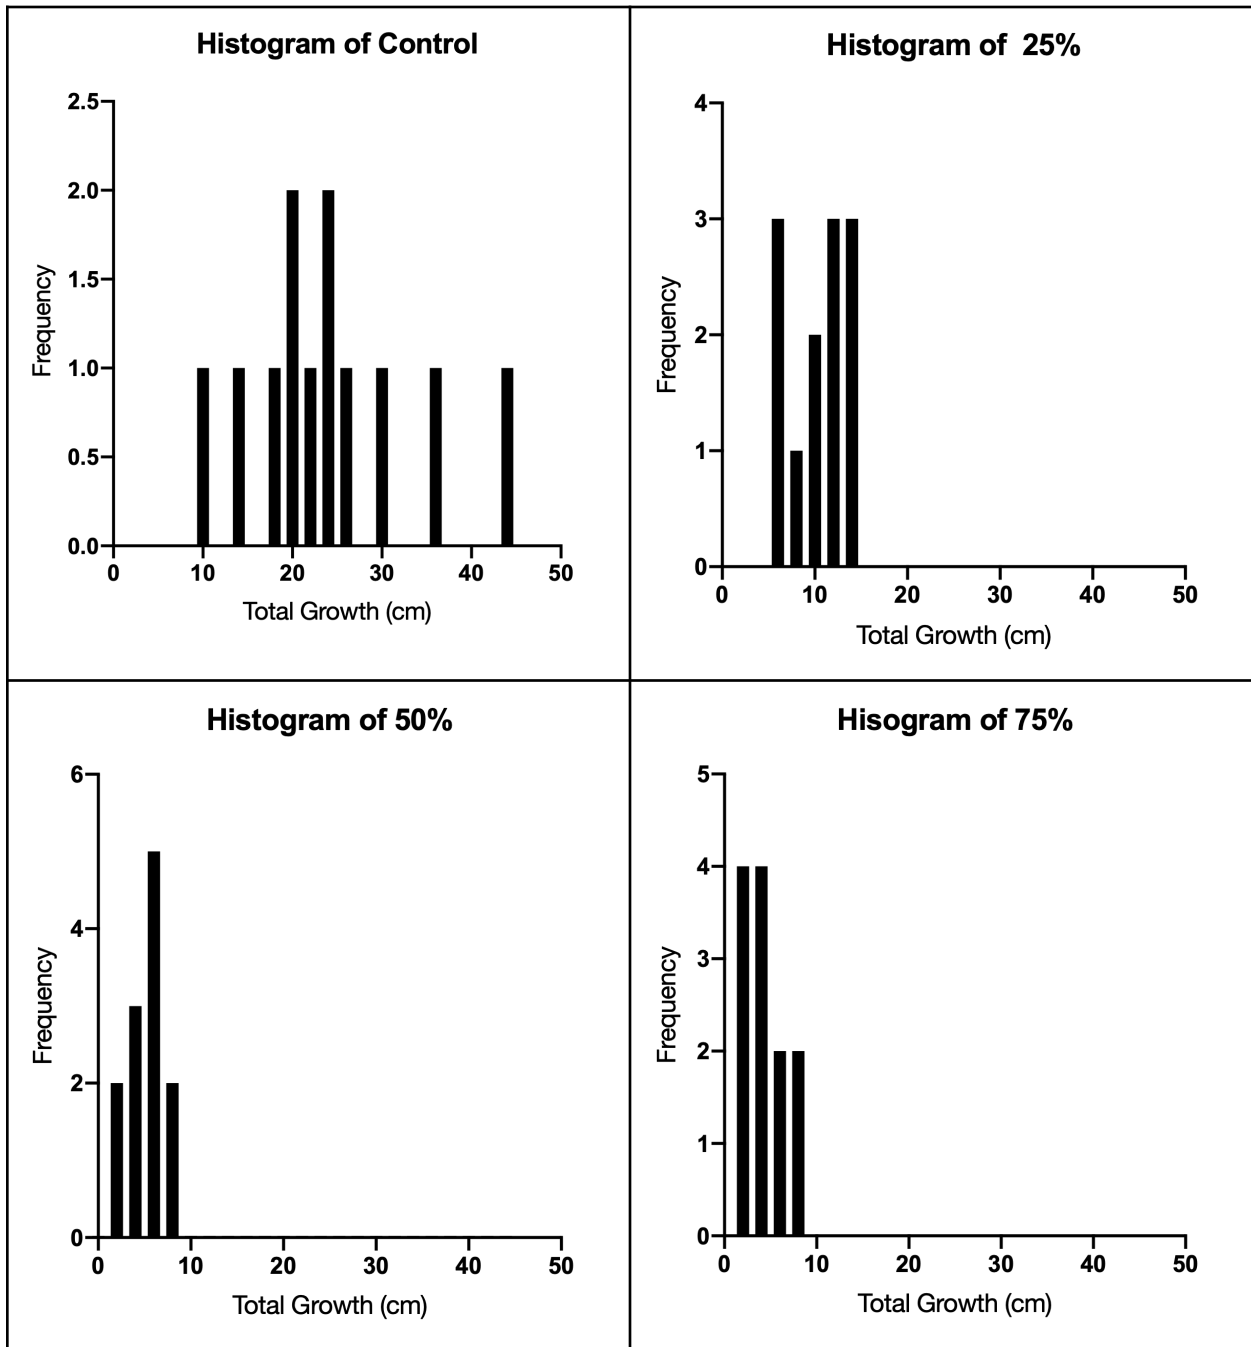 Histogram of Control
2.5
2.0
1.5
1.0
0.5
0.0
Frequency
0 10 20 30 40 50
Total Growth (cm)
Histogram of 25%
4
3
2
1
0
Frequency
0 10 20 30 40 50
Total Growth (cm)
Histogram of 50%
6
4
2
0
Frequency
0 10 20 30 40 50
Total Growth (cm)
Hisogram of 75%
5
4
3
2
1
0
Frequency
0 10 20 30 40 50
Total Growth (cm)